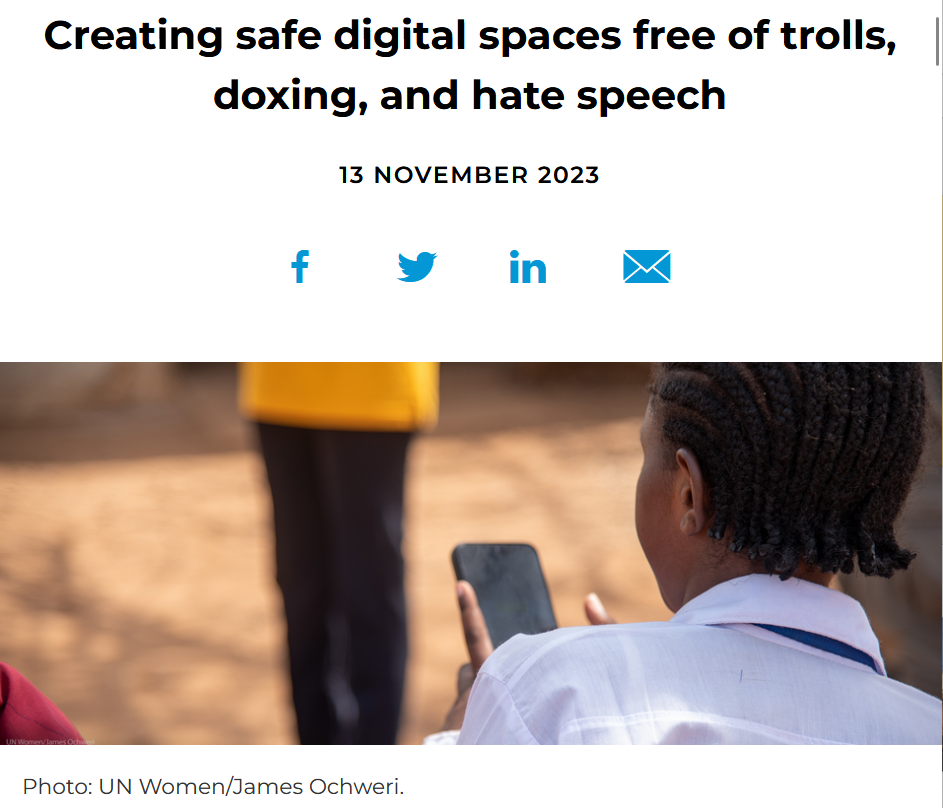 Creating safe digital spaces free of trolls,
doxing, and hate speech
13 NOVEMBER 2023
f
in
UN Women/James Ochweri
Photo: UN Women/James Ochweri.